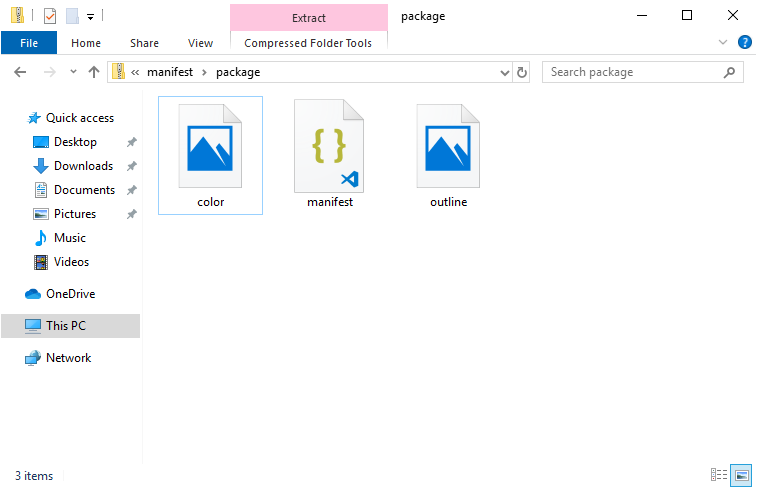 Extract
package
File
Home
Share
View
Compressed Folder Tools
?
« manifest > package
Search package
Quick access
Desktop
Downloads
Documents
Pictures
Music
Videos
OneDrive
This PC
Network
color
{ }
manifest
outline
3 items